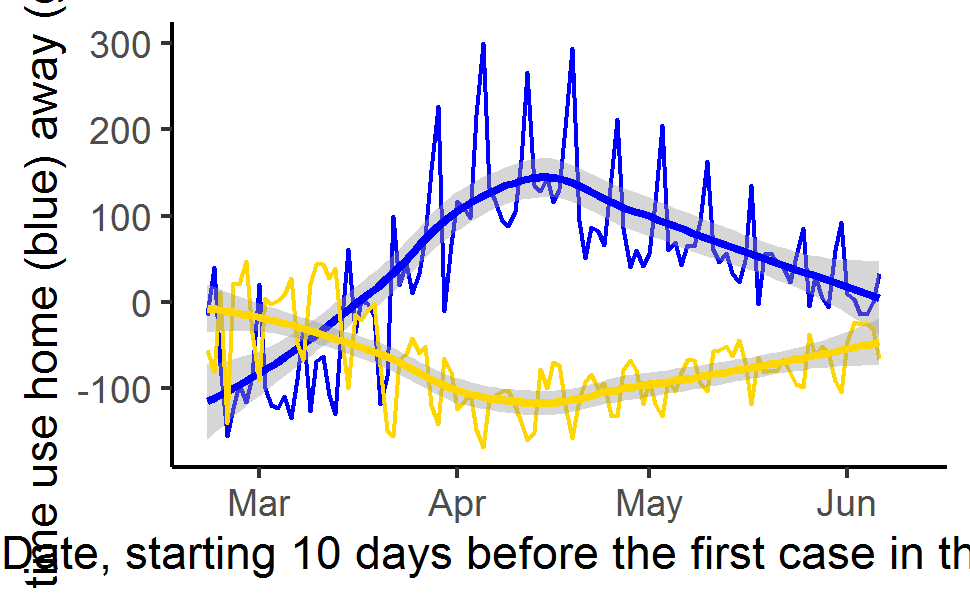 time use home (blue) away (
300
200
100
0
-100
Mar Apr May Jun
Date, starting 10 days before the first case in th